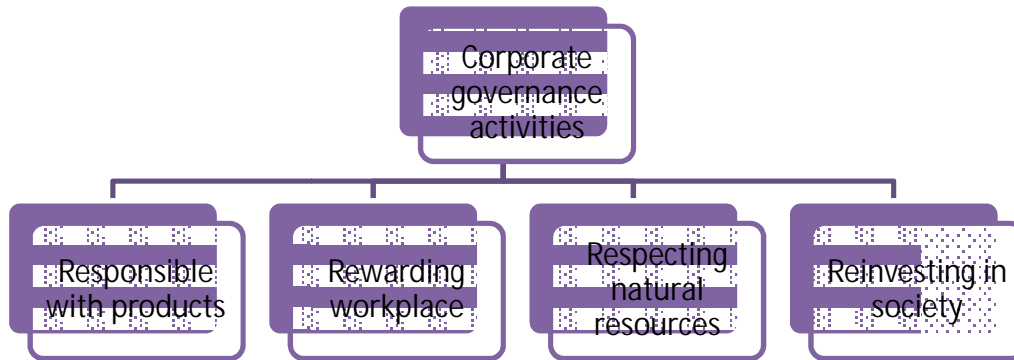 Corporate
governance
activities
Responsible
with products
Rewarding
workplace
Respecting
natural
resources
Reinvesting in
society